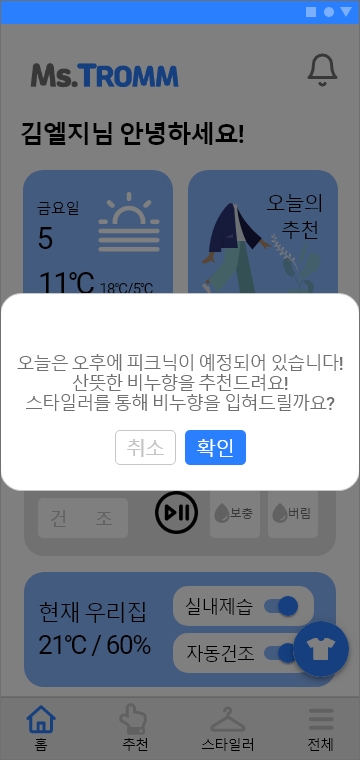 Ms.TROMM
김엘지님 안녕하세요!
금요일
5
11℃ 18℃/5℃
오늘의
추천
오늘은 오후에 피크닉이 예정되어 있습니다!
산뜻한 비누향을 추천드려요!
스타일러를 통해 비누향을 입혀드릴까요?
취소
확인
건 조
보충
버림
현재 우리집
21℃ / 60%
실내제습
자동건조
홈
추천
스타일러
전체